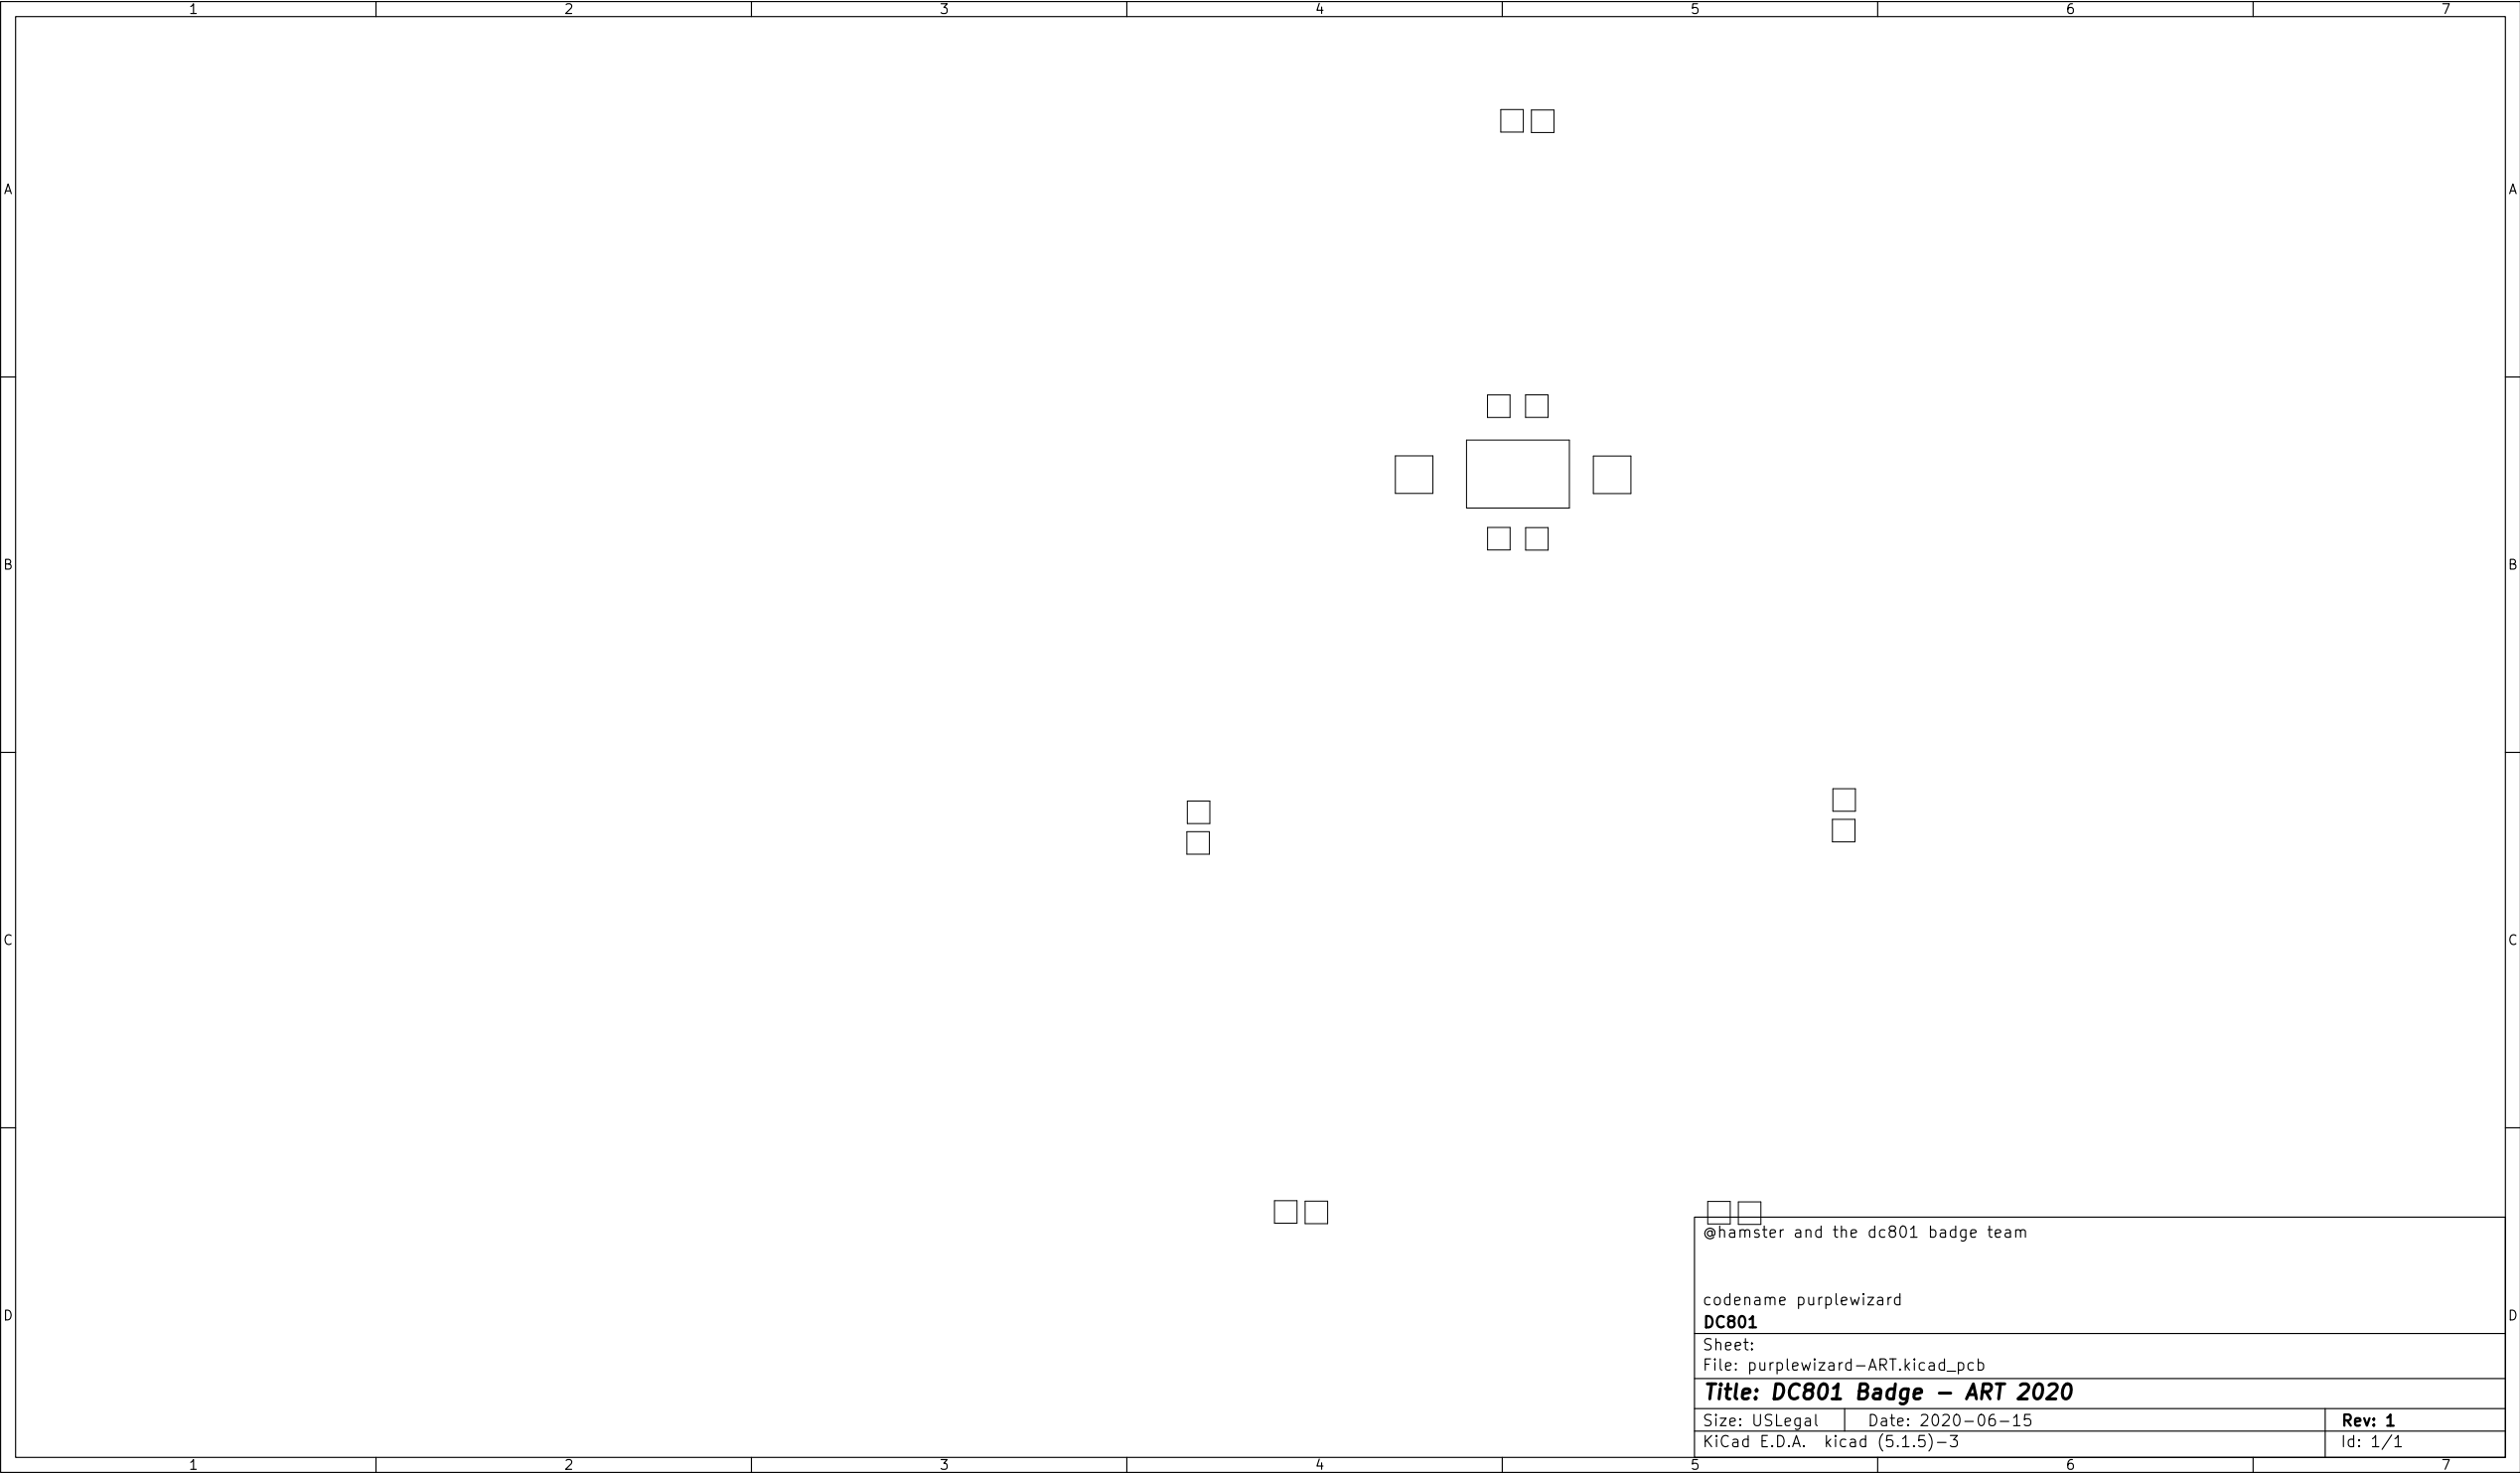 1 2 3 4 5 6 7
A A
B B
C C
D D
@hamster and the dc801 badge team
codename purplewizard
DC801
Sheet:
File: purplewizard-ART.kicad_pcb
Title: DC801 Badge - ART 2020
Size: USLegal Date: 2020-06-15 Rev: 1
KiCad E.D.A. kicad (5.1.5)-3 Id: 1/1
1 2 3 4 5 6 7